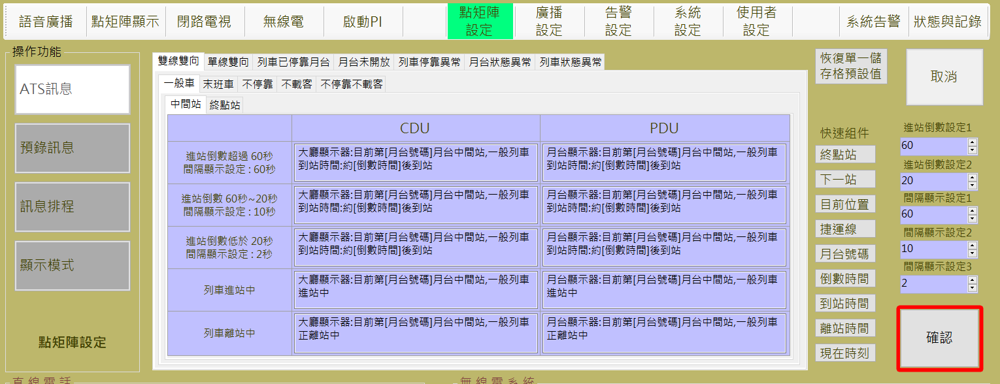 語音廣播
點矩陣顯示
閉路電視
無線電
啟動PI
點矩陣
設定
廣播
設定
告警
設定
系統
設定
使用者
設定
系統告警
狀態與記錄
操作功能
ATS訊息
預錄訊息
訊息排程
顯示模式
點矩陣設定
雙線雙向
單線雙向
列車已停靠月台
月台未開放
列車停靠異常
月台狀態異常
列車狀態異常
一般車
末班車
不停靠
不載客
不停靠不載客
中間站
終點站
CDU
PDU
進站倒數超過 60秒
間隔顯示設定 : 60秒
大廳顯示器:目前第[月台號碼]月台中間站,一般列車
到站時間:約[倒數時間]後到站
月台顯示器:目前第[月台號碼]月台中間站,一般列車
到站時間:約[倒數時間]後到站
進站倒數 60秒~20秒
間隔顯示設定 : 10秒
大廳顯示器:目前第[月台號碼]月台中間站,一般列車
到站時間:約[倒數時間]後到站
月台顯示器:目前第[月台號碼]月台中間站,一般列車
到站時間:約[倒數時間]後到站
進站倒數低於 20秒
間隔顯示設定 : 2秒
大廳顯示器:目前第[月台號碼]月台中間站,一般列車
到站時間:約[倒數時間]後到站
月台顯示器:目前第[月台號碼]月台中間站,一般列車
到站時間:約[倒數時間]後到站
列車進站中
大廳顯示器:目前第[月台號碼]月台中間站,一般列車
進站中
月台顯示器:目前第[月台號碼]月台中間站,一般列車
進站中
列車離站中
大廳顯示器:目前第[月台號碼]月台中間站,一般列車
正離站中
月台顯示器:目前第[月台號碼]月台中間站,一般列車
正離站中
恢復單一儲
存格預設值
快速組件
終點站
下一站
目前位置
捷運線
月台號碼
倒數時間
到站時間
離站時間
現在時刻
取消
進站倒數設定1
60
進站倒數設定2
20
間隔顯示設定1
60
間隔顯示設定2
10
間隔顯示設定3
2
確認
直線電話
無線電系統